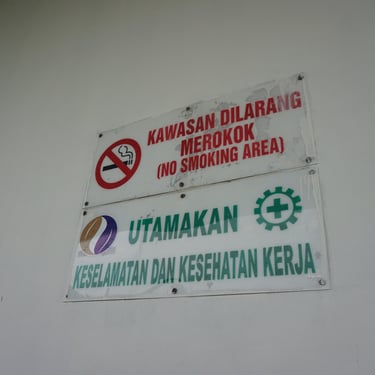 KAWASAN DILARANG
MEROKOK
(NO SMOKING AREA)
UTAMAKAN
KESELAMATAN DAN KESEHATAN KERJA